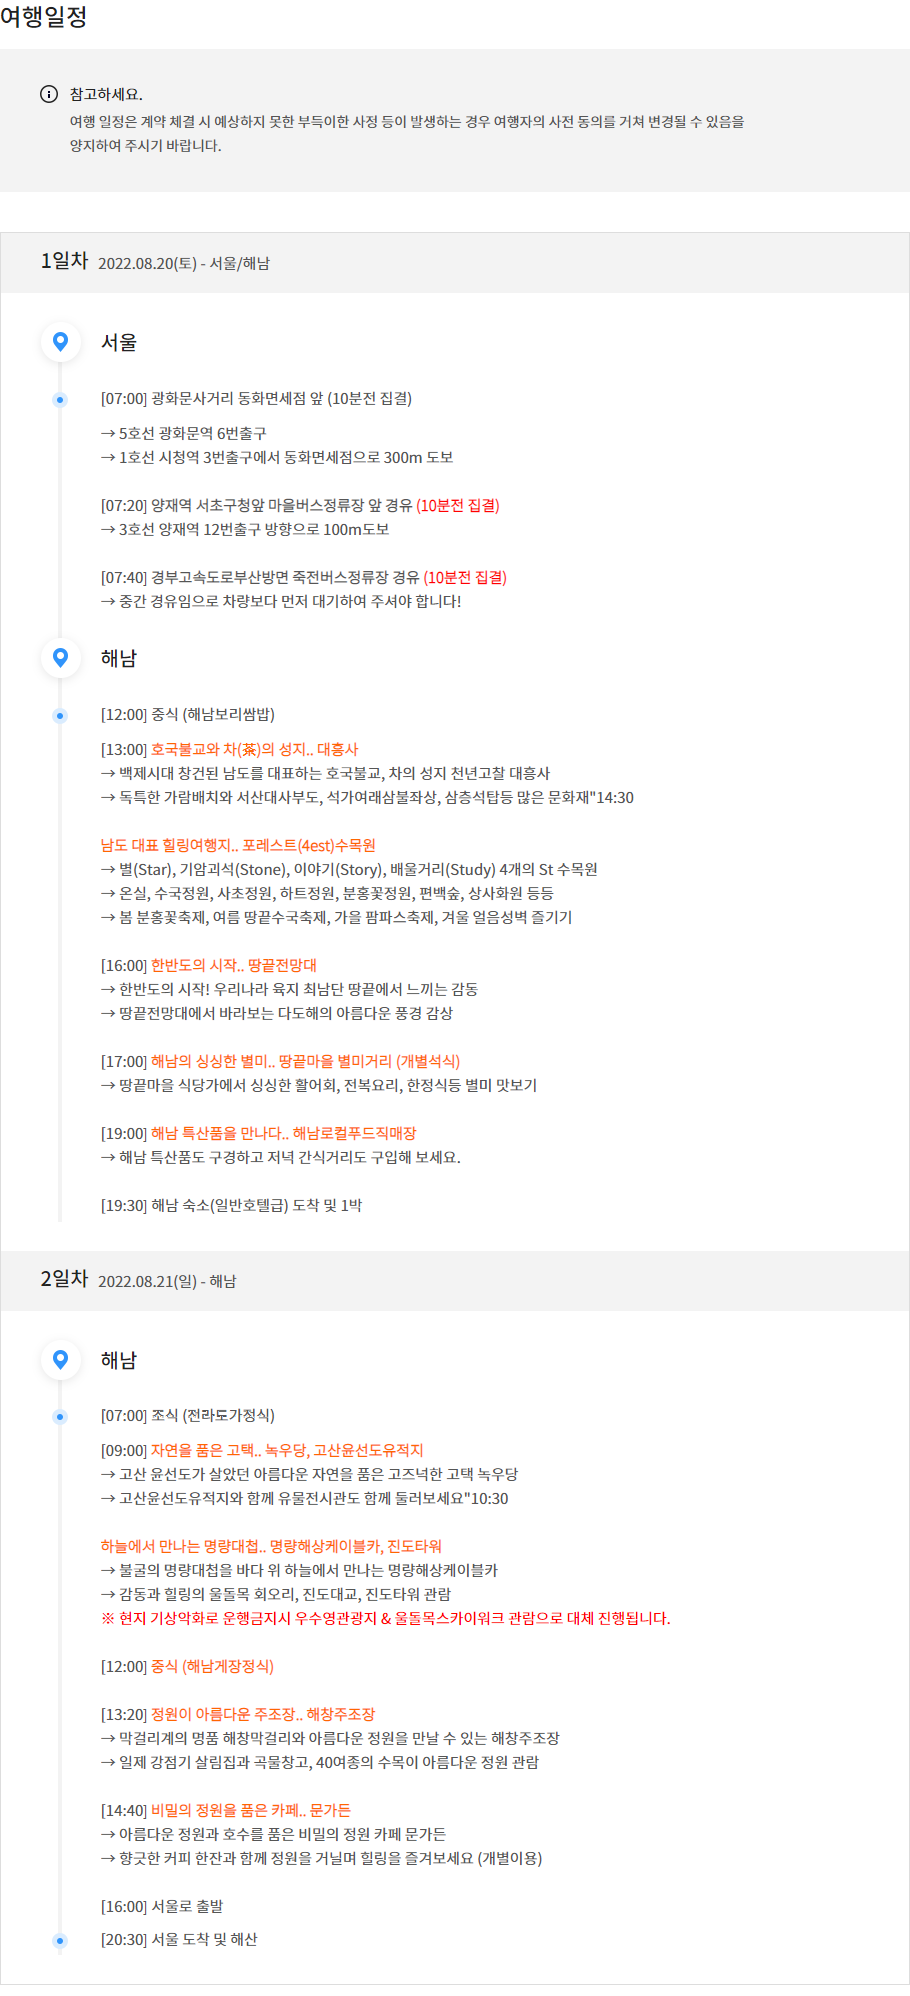 여행일정
참고하세요.
여행 일정은 계약 체결 시 예상하지 못한 부득이한 사정 등이 발생하는 경우 여행자의 사전 동의를 거쳐 변경될 수 있음을
양지하여 주시기 바랍니다.
1일차 2022.08.20(토) - 서울/해남
서울
[07:00] 광화문사거리 동화면세점 앞 (10분전 집결)
→ 5호선 광화문역 6번출구
→ 1호선 시청역 3번출구에서 동화면세점으로 300m 도보
[07:20] 양재역 서초구청앞 마을버스정류장 앞 경유 (10분전 집결)
→ 3호선 양재역 12번출구 방향으로 100m도보
[07:40] 경부고속도로부산방면 죽전버스정류장 경유 (10분전 집결)
→ 중간 경유임으로 차량보다 먼저 대기하여 주셔야 합니다!
해남
[12:00] 중식 (해남보리쌈밥)
[13:00] 호국불교와 차(茶)의 성지.. 대흥사
→ 백제시대 창건된 남도를 대표하는 호국불교, 차의 성지 천년고찰 대흥사
→ 독특한 가람배치와 서산대사부도, 석가여래삼불좌상, 삼층석탑등 많은 문화재"14:30
남도 대표 힐링여행지.. 포레스트(4est)수목원
→ 별(Star), 기암괴석(Stone), 이야기(Story), 배울거리(Study) 4개의 St 수목원
→ 온실, 수국정원, 사초정원, 하트정원, 분홍꽃정원, 편백숲, 상사화원 등등
→ 봄 분홍꽃축제, 여름 땅끝수국축제, 가을 팜파스축제, 겨울 얼음성벽 즐기기
[16:00] 한반도의 시작.. 땅끝전망대
→ 한반도의 시작! 우리나라 육지 최남단 땅끝에서 느끼는 감동
→ 땅끝전망대에서 바라보는 다도해의 아름다운 풍경 감상
[17:00] 해남의 싱싱한 별미.. 땅끝마을 별미거리 (개별석식)
→ 땅끝마을 식당가에서 싱싱한 활어회, 전복요리, 한정식등 별미 맛보기
[19:00] 해남 특산품을 만나다.. 해남로컬푸드직매장
→ 해남 특산품도 구경하고 저녁 간식거리도 구입해 보세요.
[19:30] 해남 숙소(일반호텔급) 도착 및 1박
2일차 2022.08.21(일) - 해남
해남
[07:00] 조식 (전라도가정식)
[09:00] 자연을 품은 고택.. 녹우당, 고산윤선도유적지
→ 고산 윤선도가 살았던 아름다운 자연을 품은 고즈넉한 고택 녹우당
→ 고산윤선도유적지와 함께 유물전시관도 함께 둘러보세요"10:30
하늘에서 만나는 명량대첩.. 명량해상케이블카, 진도타워
→ 불굴의 명량대첩을 바다 위 하늘에서 만나는 명량해상케이블카
→ 감동과 힐링의 울돌목 회오리, 진도대교, 진도타워 관람
※ 현지 기상악화로 운행금지시 우수영관광지 & 울돌목스카이워크 관람으로 대체 진행됩니다.
[12:00] 중식 (해남게장정식)
[13:20] 정원이 아름다운 주조장.. 해창주조장
→ 막걸리계의 명품 해창막걸리와 아름다운 정원을 만날 수 있는 해창주조장
→ 일제 강점기 살림집과 곡물창고, 40여종의 수목이 아름다운 정원 관람
[14:40] 비밀의 정원을 품은 카페.. 문가든
→ 아름다운 정원과 호수를 품은 비밀의 정원 카페 문가든
→ 향긋한 커피 한잔과 함께 정원을 거닐며 힐링을 즐겨보세요 (개별이용)
[16:00] 서울로 출발
[20:30] 서울 도착 및 해산